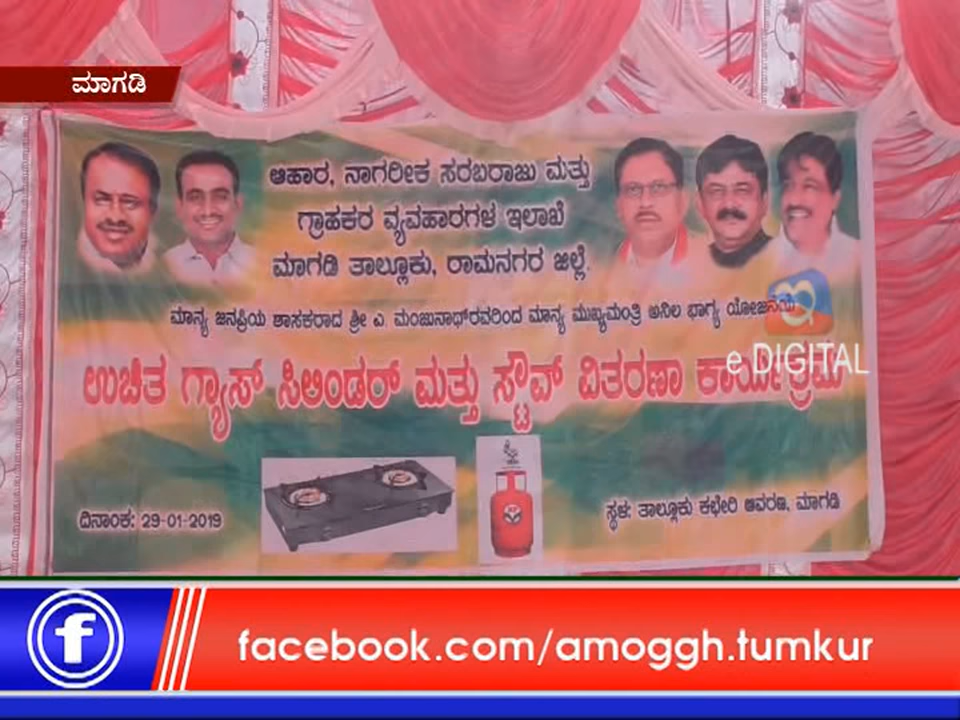 ಮಾಗಡಿ
ಆಹಾರ, ನಾಗರೀಕ ಸರಬರಾಜು ಮತ್ತು
ಗ್ರಾಹಕರ ವ್ಯವಹಾರಗಳ ಇಲಾಖೆ
ಮಾಗಡಿ ತಾಲ್ಲೂಕು, ರಾಮನಗರ ಜಿಲ್ಲೆ.
ಮಾನ್ಯ ಜನಪ್ರಿಯ ಶಾಸಕರಾದ ಶ್ರೀ ಎ. ಮಂಜುನಾಥ್‌ರವರಿಂದ ಮಾನ್ಯ ಮುಖ್ಯಮಂತ್ರಿ ಅನಿಲ ಭಾಗ್ಯ ಯೋಜನೆಯ
e DIGITAL
ಉಚಿತ ಗ್ಯಾಸ್ ಸಿಲಿಂಡರ್ ಮತ್ತು ಸ್ಟೌವ್ ವಿತರಣಾ ಕಾರ್ಯಕ್ರಮ
ದಿನಾಂಕ: 29-01-2019
ಸ್ಥಳ: ತಾಲ್ಲೂಕು ಕಛೇರಿ ಆವರಣ, ಮಾಗಡಿ
facebook.com/amoggh.tumkur